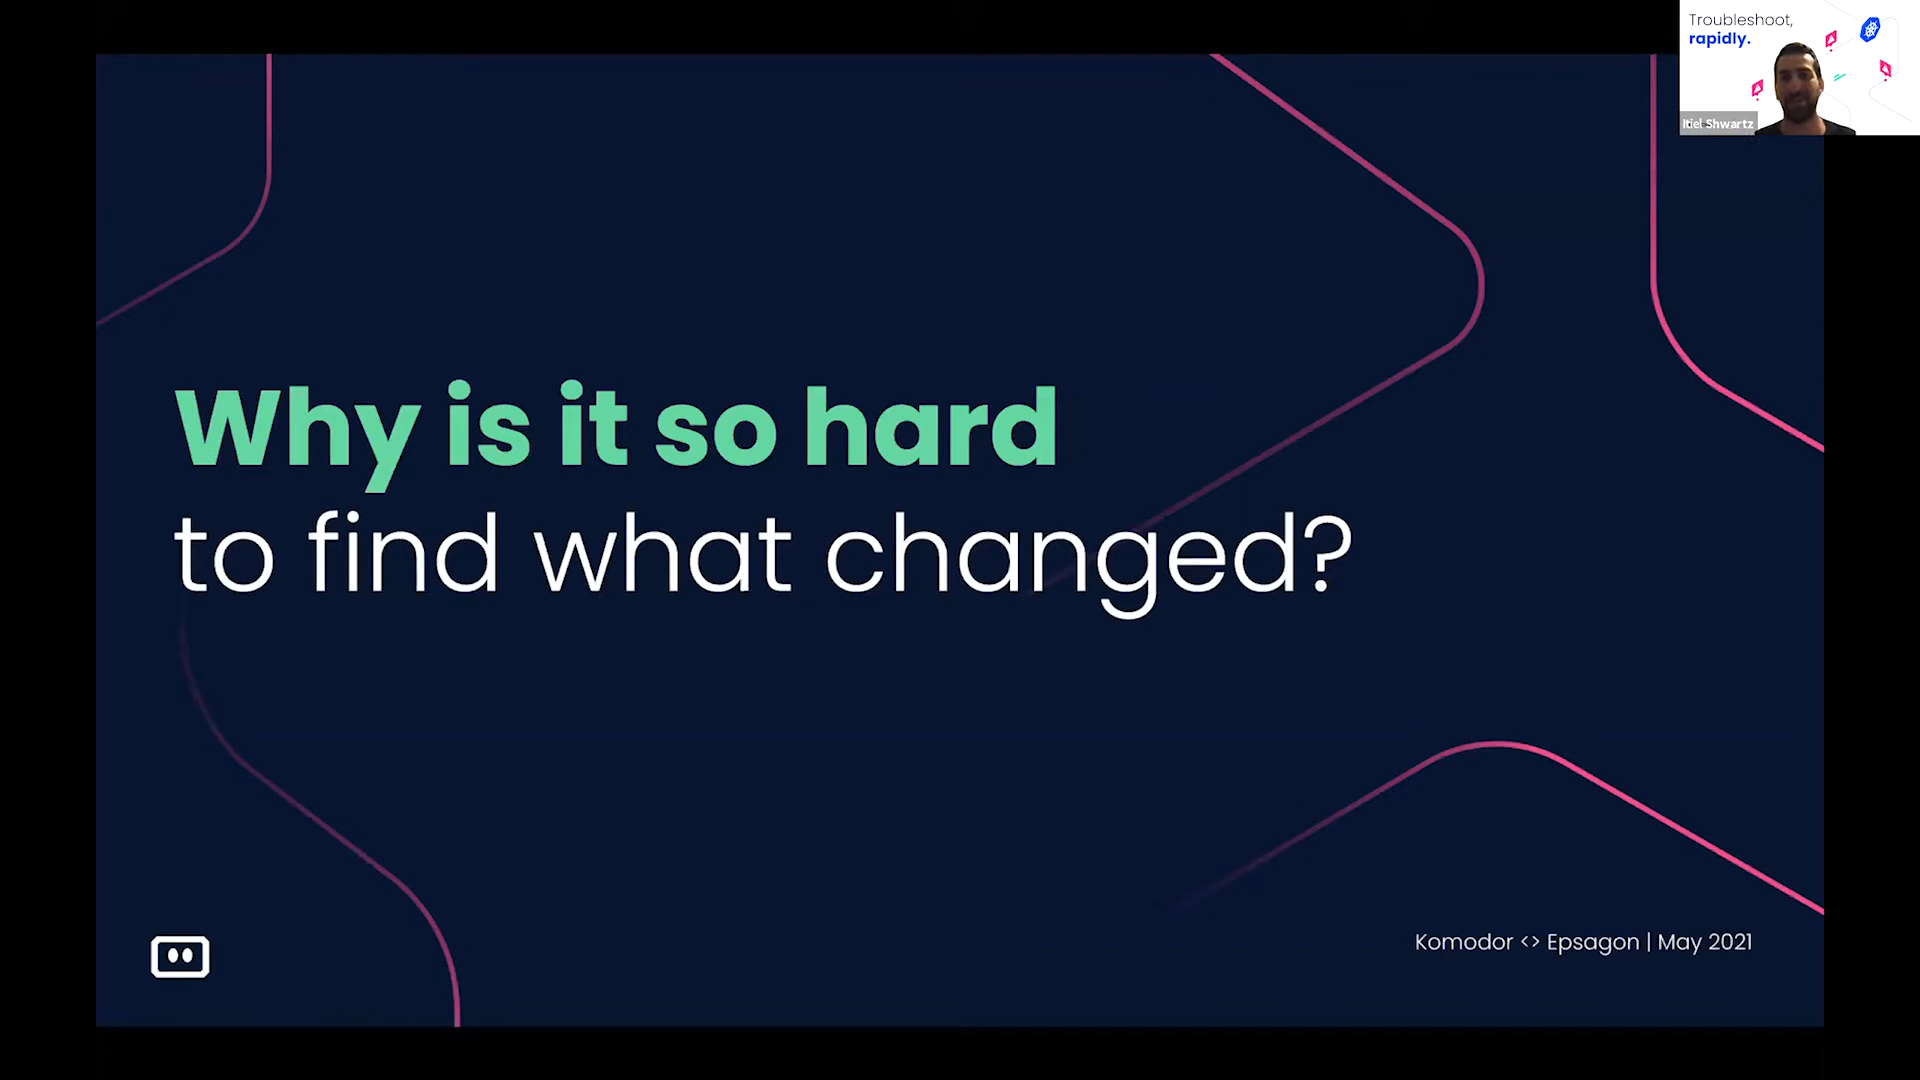 Troubleshoot,
rapidly.
Itiel Shwartz
Why is it so hard
to find what changed?
Komodor <> Epsagon | May 2021